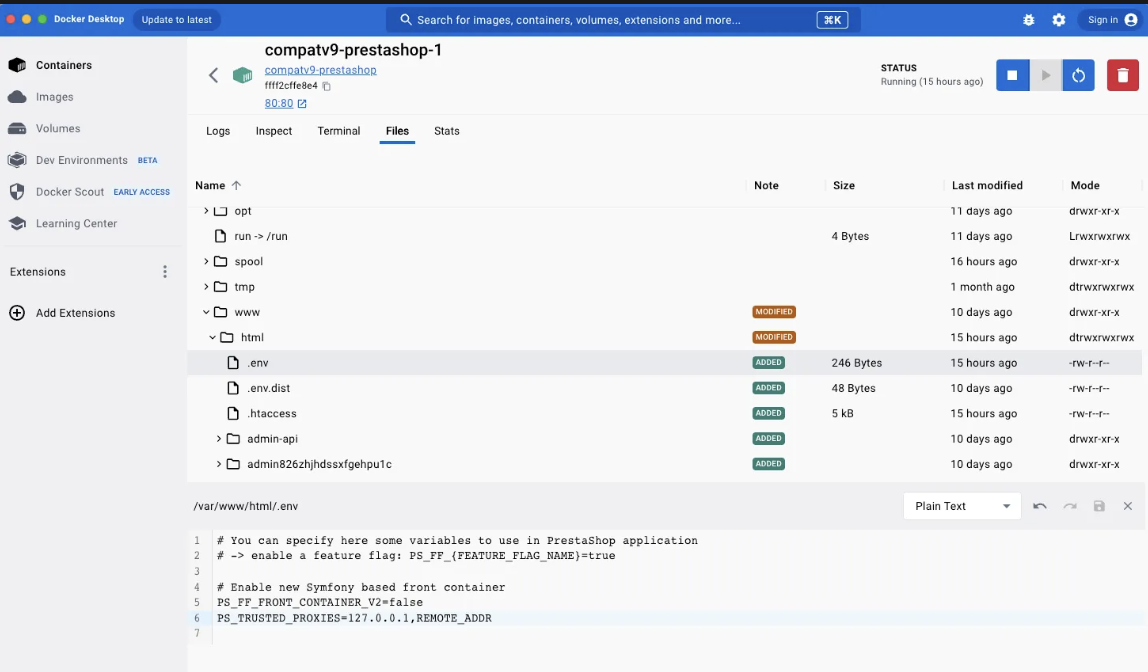 Docker Desktop Update to latest Search for images, containers, volumes, extensions and more... ⌘K Sign in
compatv9-prestashop-1
compatv9-prestashop
ffff2cffe8e4
80:80
STATUS
Running (15 hours ago)
Containers
Images
Volumes
Dev Environments BETA
Docker Scout EARLY ACCESS
Learning Center
Extensions
Add Extensions
Logs Inspect Terminal Files Stats
Name Note Size Last modified Mode
opt 11 days ago drwxr-xr-x
run -> /run 4 Bytes 11 days ago Lrwxrwxrwx
spool 16 hours ago drwxr-xr-x
tmp 1 month ago dtrwxrwxrwx
www MODIFIED 10 days ago drwxr-xr-x
html MODIFIED 15 hours ago dtrwxrwxrwx
.env ADDED 246 Bytes 15 hours ago -rw-r--r--
.env.dist ADDED 48 Bytes 10 days ago -rw-r--r--
.htaccess ADDED 5 kB 15 hours ago -rw-r--r--
admin-api ADDED 10 days ago drwxr-xr-x
admin826zhjhdssxfgehpu1c ADDED 10 days ago drwxr-xr-x
/var/www/html/.env Plain Text
1 # You can specify here some variables to use in PrestaShop application
2 # -> enable a feature flag: PS_FF_{FEATURE_FLAG_NAME}=true
3
4 # Enable new Symfony based front container
5 PS_FF_FRONT_CONTAINER_V2=false
6 PS_TRUSTED_PROXIES=127.0.0.1,REMOTE_ADDR
7